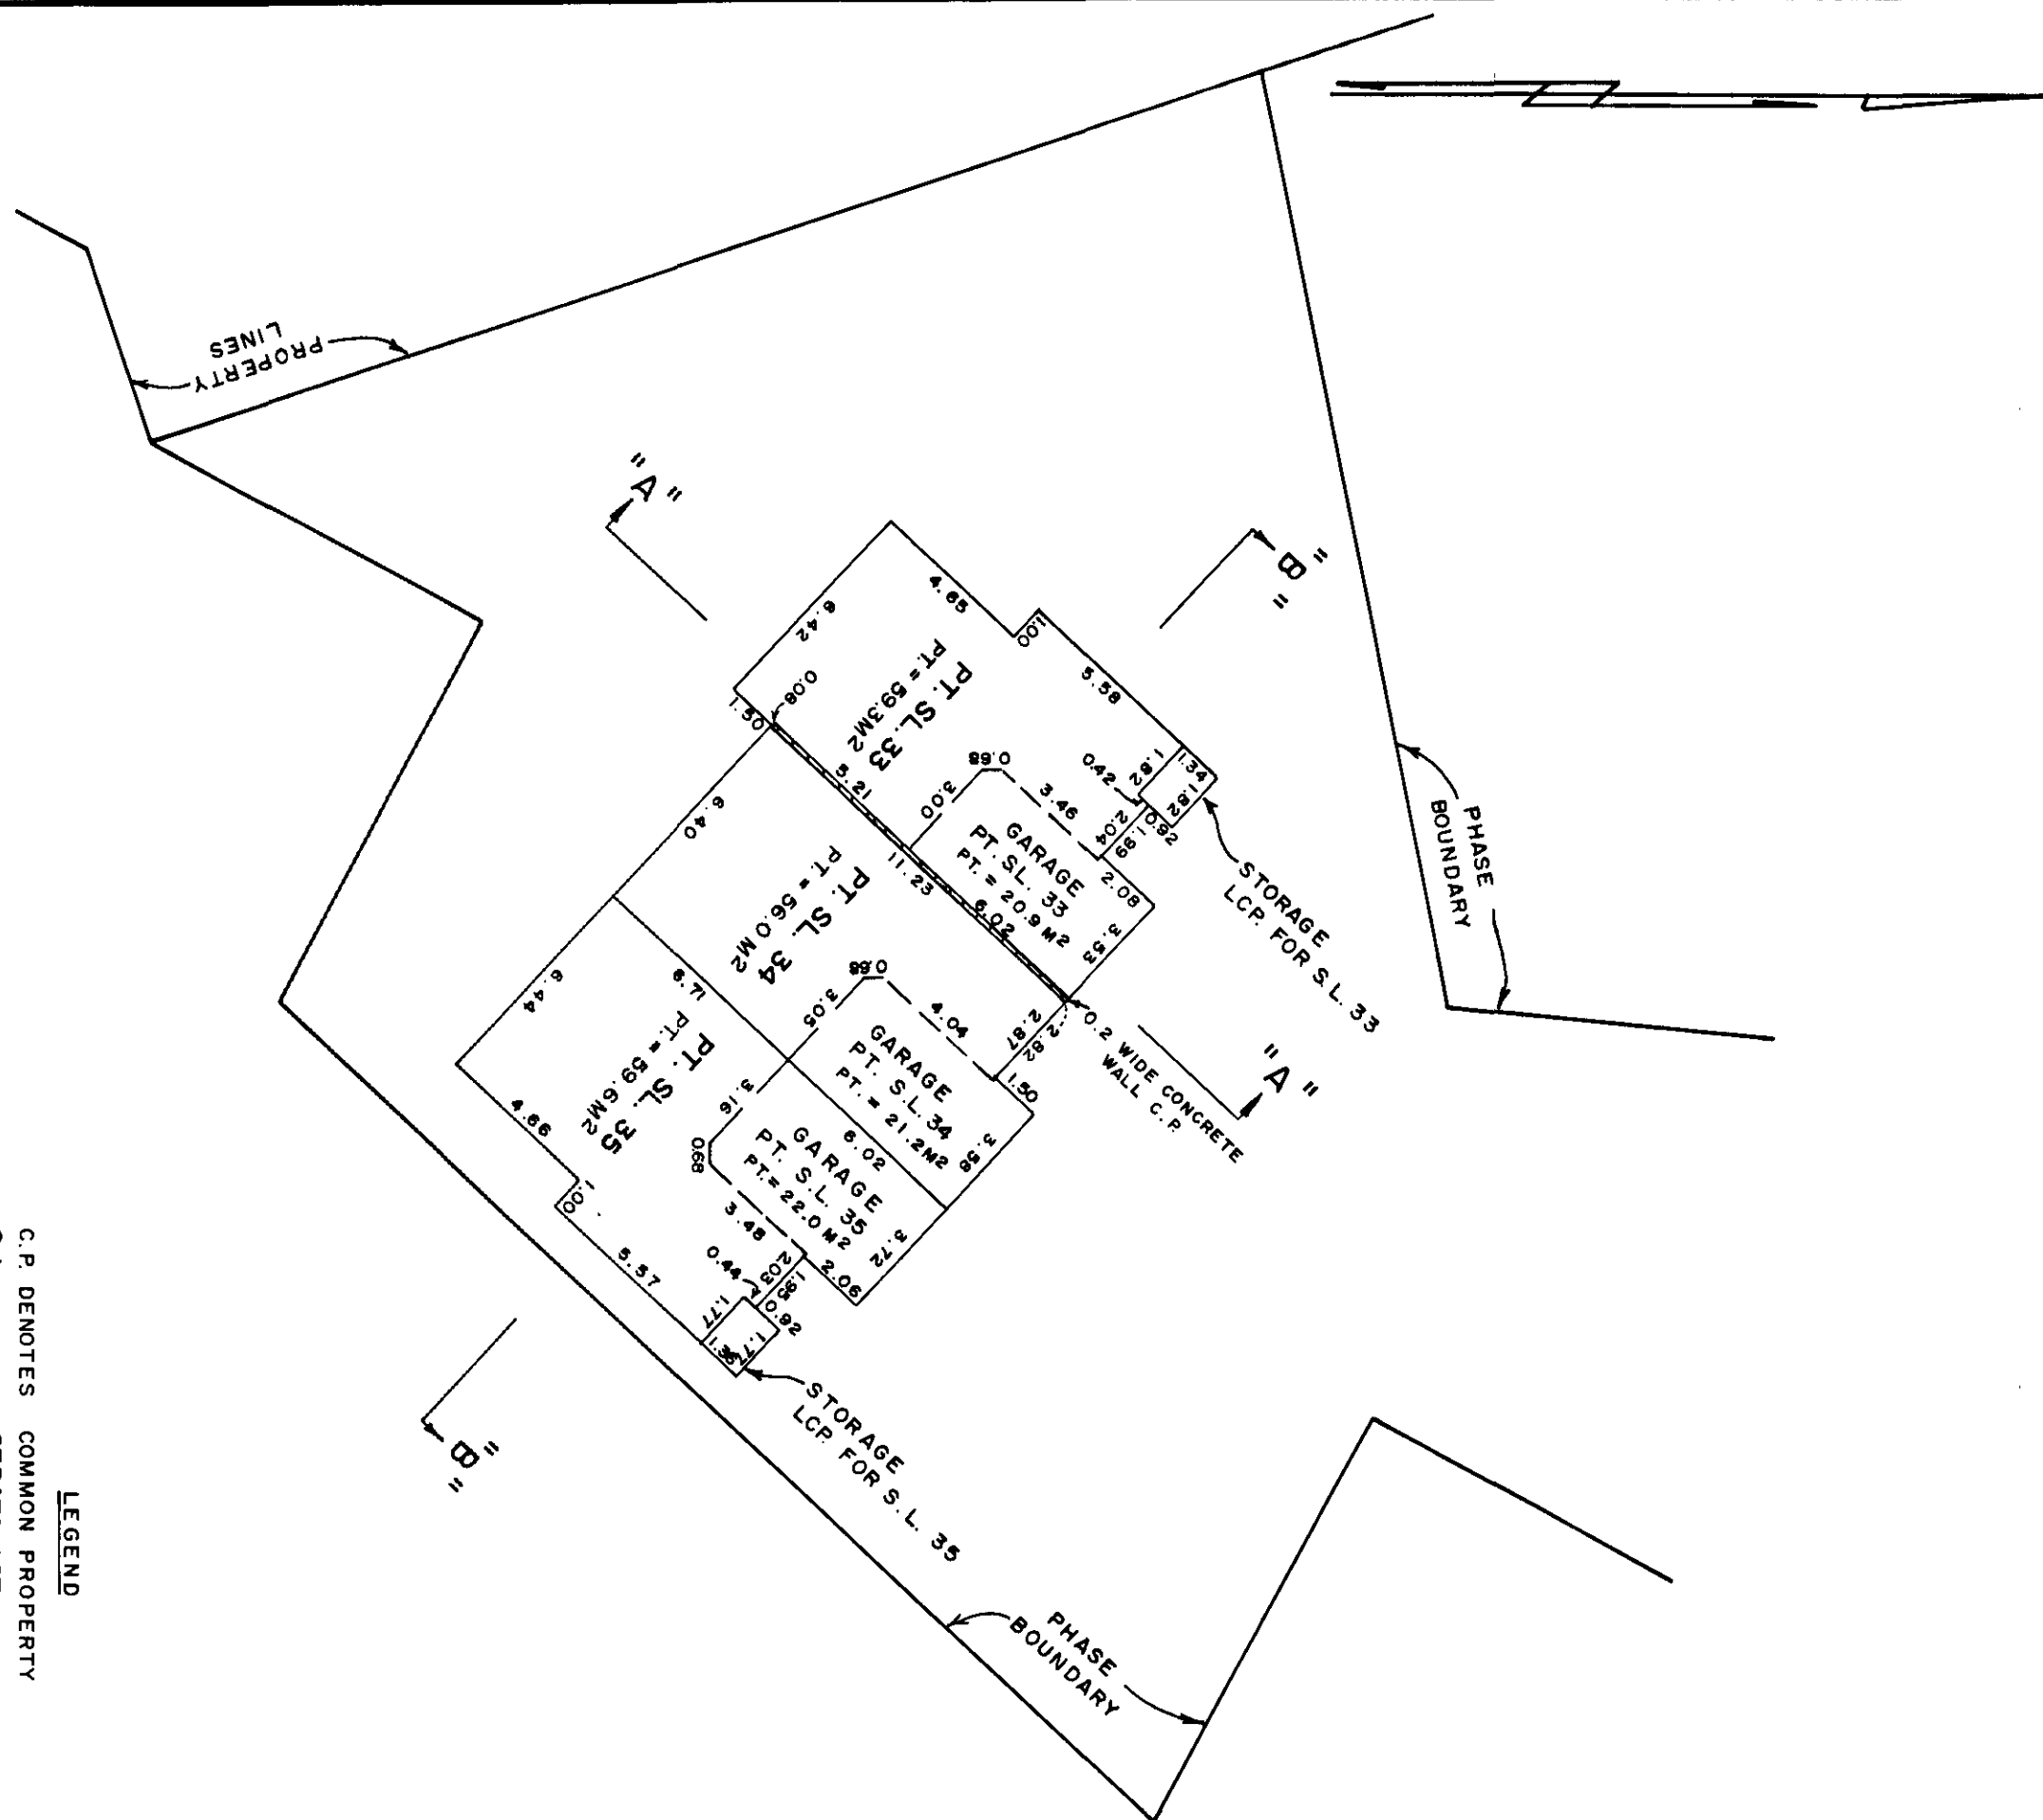 PROPERTY
LINES
"A"
"B"
4.65
1.00
6.42
5.58
PT. SL. 33
PT. = 59.3M2
0.08
1.50
5.21
0.68
3.00
3.46
0.42
1.82
1.34
1.82
0.92
1.99
2.04
2.08
3.53
GARAGE
PT. S.L. 33
PT. = 20.9 M2
6.02
11.23
STORAGE
LCP. FOR S.L. 33
PHASE
BOUNDARY
6.40
PT. SL. 34
PT. = 56.0 M2
0.68
3.05
4.04
2.87
2.82
1.50
3.58
GARAGE
PT. S.L. 34
PT. = 21.2 M2
0.2 WIDE CONCRETE
WALL C.P.
"A"
6.44
6.71
PT. SL. 35
PT. = 59.6M2
4.66
1.00
5.57
3.16
0.68
6.02
GARAGE
PT. S.L. 35
PT. = 22.0 M2
3.72
3.48
2.06
2.03
1.95
0.44
0.92
1.77
1.77
STORAGE
LCP. FOR S.L. 35
"B"
PHASE
BOUNDARY
LEGEND
C.P. DENOTES COMMON PROPERTY